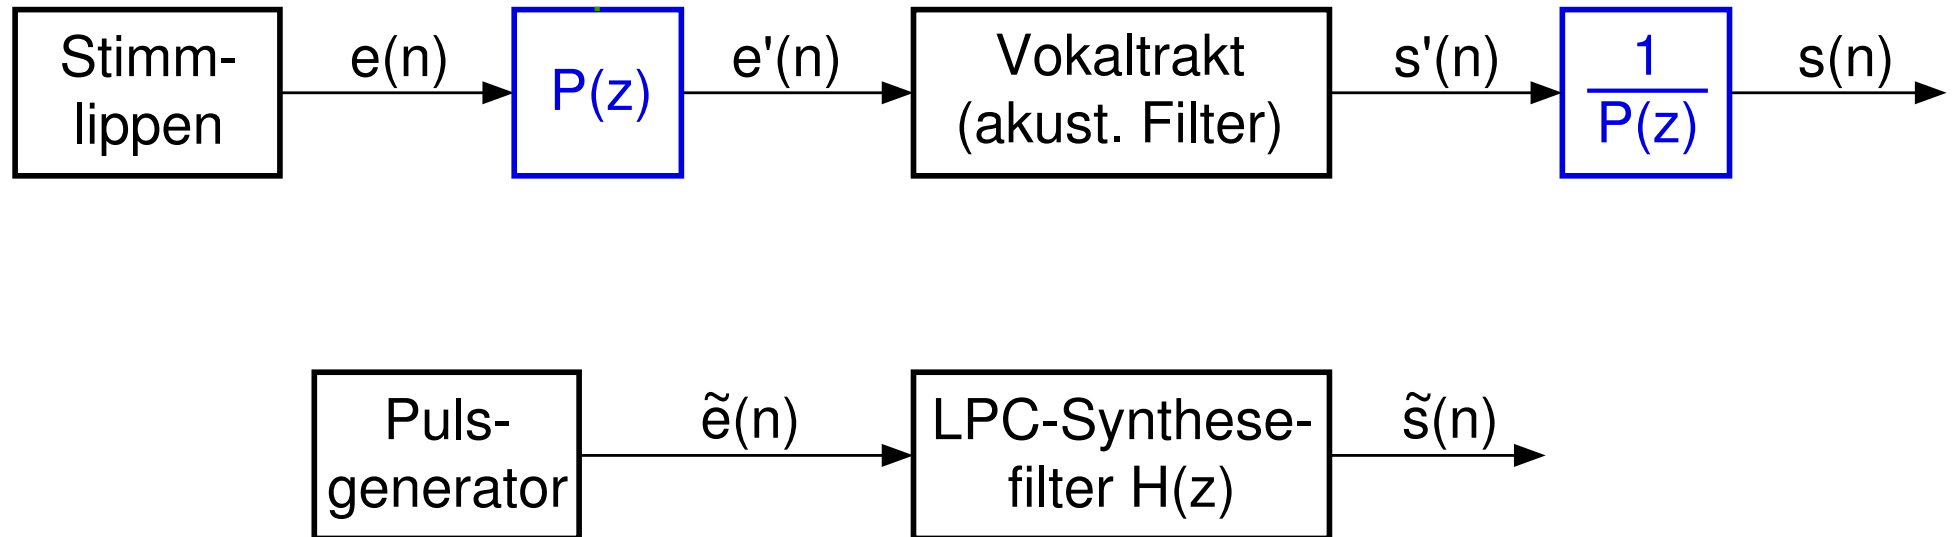 Stimm-
lippen
e(n)
P(z)
e'(n)
Vokaltrakt
(akust. Filter)
s'(n)
1
P(z)
s(n)
Puls-
generator
ẽ(n)
LPC-Synthese-
filter H(z)
s̃(n)